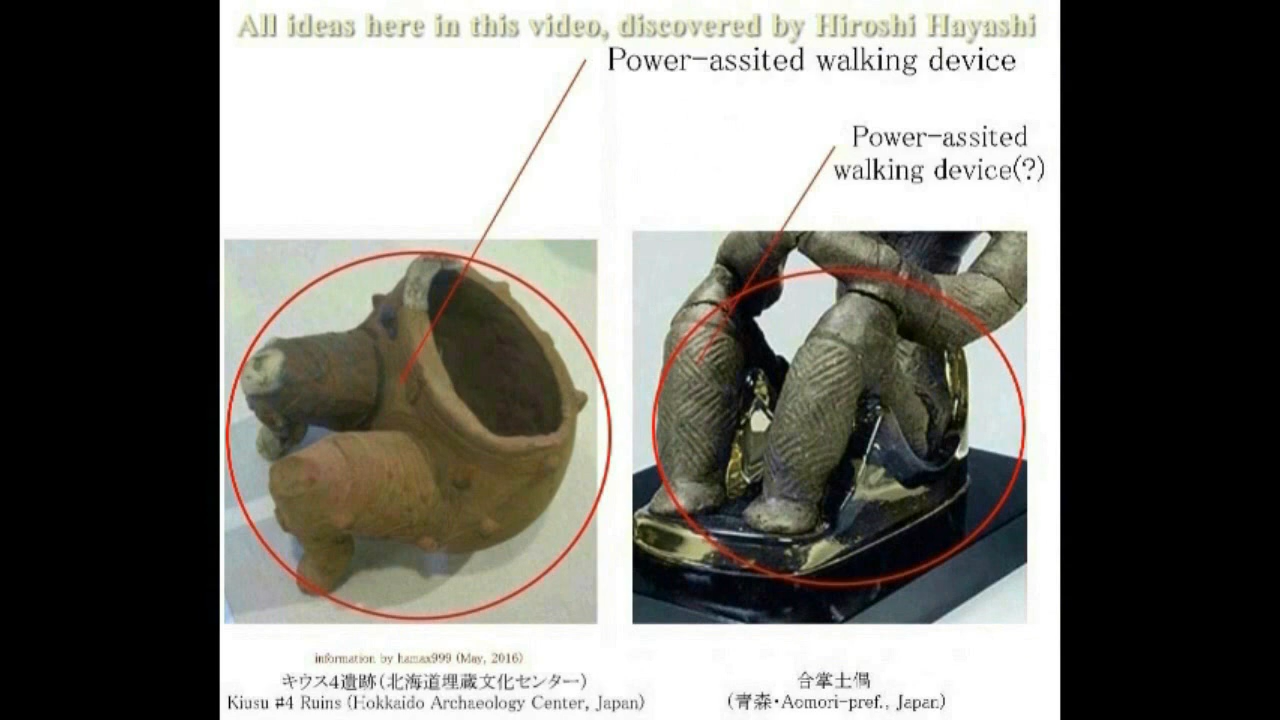 All ideas here in this video, discovered by Hiroshi Hayashi
Power-assited walking device
Power-assited
walking device(?)
information by hamax999 (May, 2016)
キウス4遺跡(北海道埋蔵文化センター)
Kiusu #4 Ruins (Hokkaido Archaeology Center, Japan)
合掌土偶
(青森・Aomori-pref., Japan)